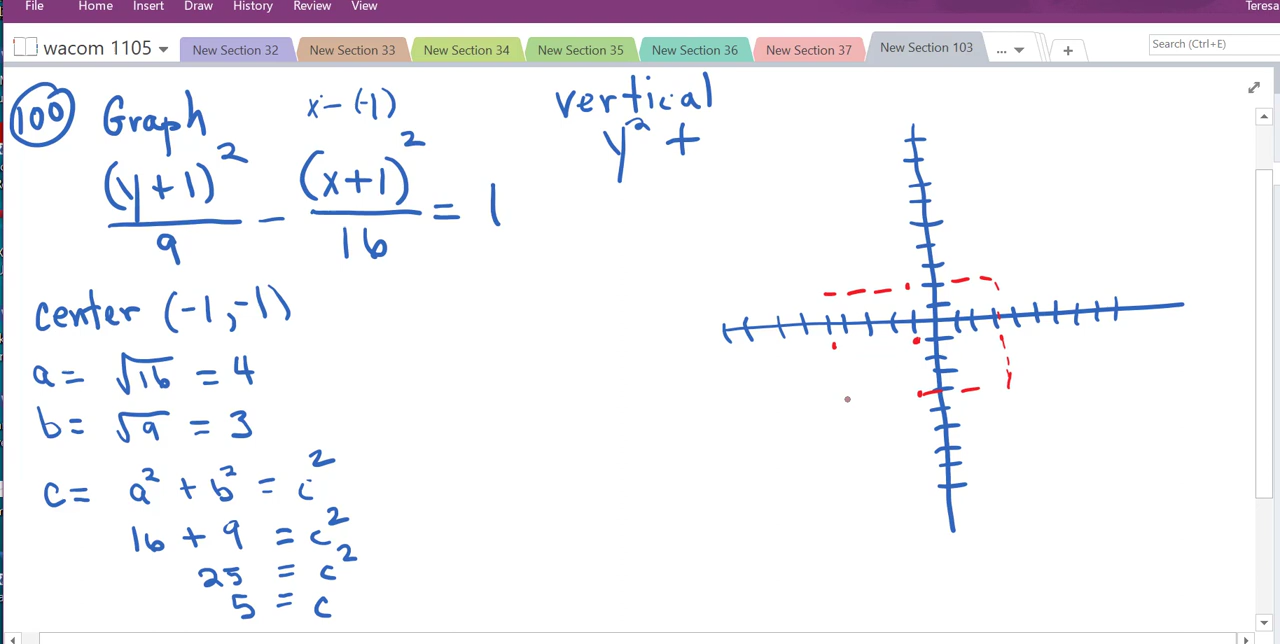 File Home Insert Draw History Review View Teresa
wacom 1105 New Section 32 New Section 33 New Section 34 New Section 35 New Section 36 New Section 37 New Section 103 ... + Search (Ctrl+E)
100 Graph
x - (-1)
(y+1)² / 9 - (x+1)² / 16 = 1
vertical
y² +
center (-1, -1)
a = √16 = 4
b = √9 = 3
c = a² + b² = c²
16 + 9 = c²
25 = c²
5 = c